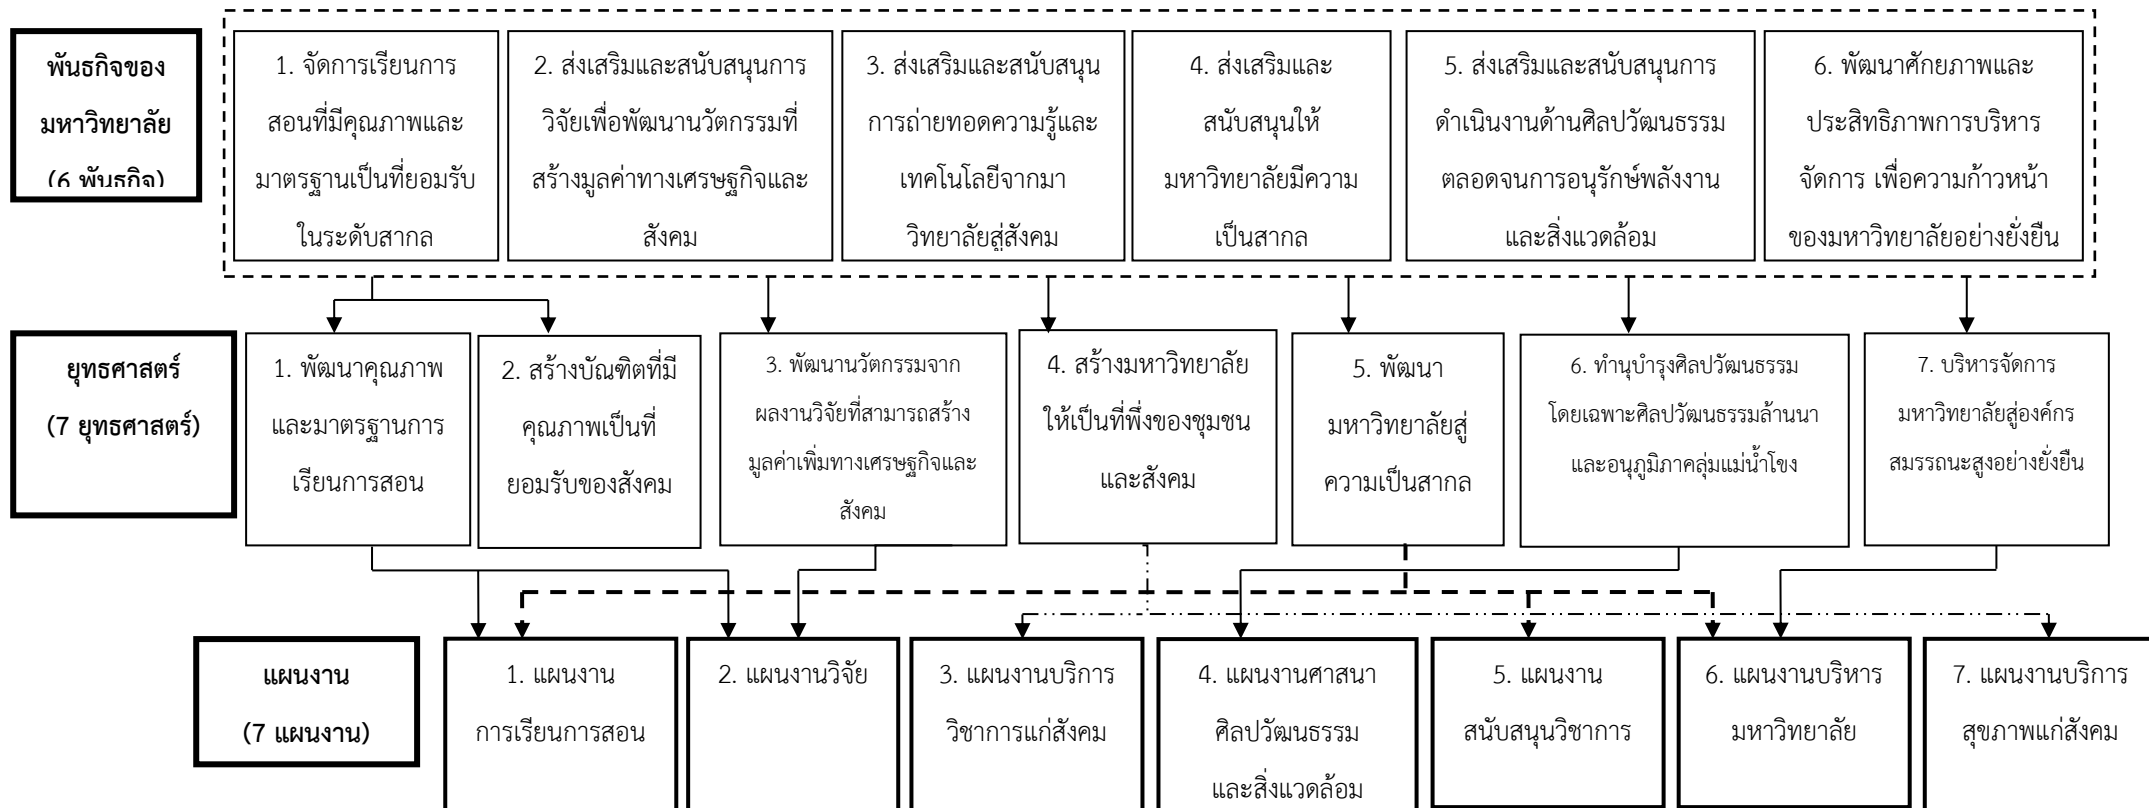 พันธกิจของ
มหาวิทยาลัย
(6 พันธกิจ)
1. จัดการเรียนการ
สอนที่มีคุณภาพและ
มาตรฐานเป็นที่ยอมรับ
ในระดับสากล
2. ส่งเสริมและสนับสนุนการ
วิจัยเพื่อพัฒนานวัตกรรมที่
สร้างมูลค่าทางเศรษฐกิจและ
สังคม
3. ส่งเสริมและสนับสนุน
การถ่ายทอดความรู้และ
เทคโนโลยีจากมา
วิทยาลัยสู่สังคม
4. ส่งเสริมและ
สนับสนุนให้
มหาวิทยาลัยมีความ
เป็นสากล
5. ส่งเสริมและสนับสนุนการ
ดำเนินงานด้านศิลปวัฒนธรรม
ตลอดจนการอนุรักษ์พลังงาน
และสิ่งแวดล้อม
6. พัฒนาศักยภาพและ
ประสิทธิภาพการบริหาร
จัดการ เพื่อความก้าวหน้า
ของมหาวิทยาลัยอย่างยั่งยืน
ยุทธศาสตร์
(7 ยุทธศาสตร์)
1. พัฒนาคุณภาพ
และมาตรฐานการ
เรียนการสอน
2. สร้างบัณฑิตที่มี
คุณภาพเป็นที่
ยอมรับของสังคม
3. พัฒนานวัตกรรมจาก
ผลงานวิจัยที่สามารถสร้าง
มูลค่าเพิ่มทางเศรษฐกิจและ
สังคม
4. สร้างมหาวิทยาลัย
ให้เป็นที่พึ่งของชุมชน
และสังคม
5. พัฒนา
มหาวิทยาลัยสู่
ความเป็นสากล
6. ทำนุบำรุงศิลปวัฒนธรรม
โดยเฉพาะศิลปวัฒนธรรมล้านนา
และอนุภูมิภาคลุ่มแม่น้ำโขง
7. บริหารจัดการ
มหาวิทยาลัยสู่องค์กร
สมรรถนะสูงอย่างยั่งยืน
แผนงาน
(7 แผนงาน)
1. แผนงาน
การเรียนการสอน
2. แผนงานวิจัย
3. แผนงานบริการ
วิชาการแก่สังคม
4. แผนงานศาสนา
ศิลปวัฒนธรรม
และสิ่งแวดล้อม
5. แผนงาน
สนับสนุนวิชาการ
6. แผนงานบริหาร
มหาวิทยาลัย
7. แผนงานบริการ
สุขภาพแก่สังคม